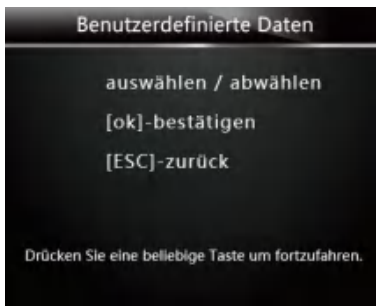 Benutzerdefinierte Daten
auswählen / abwählen
[ok]-bestätigen
[ESC]-zurück
Drücken Sie eine beliebige Taste um fortzufahren.